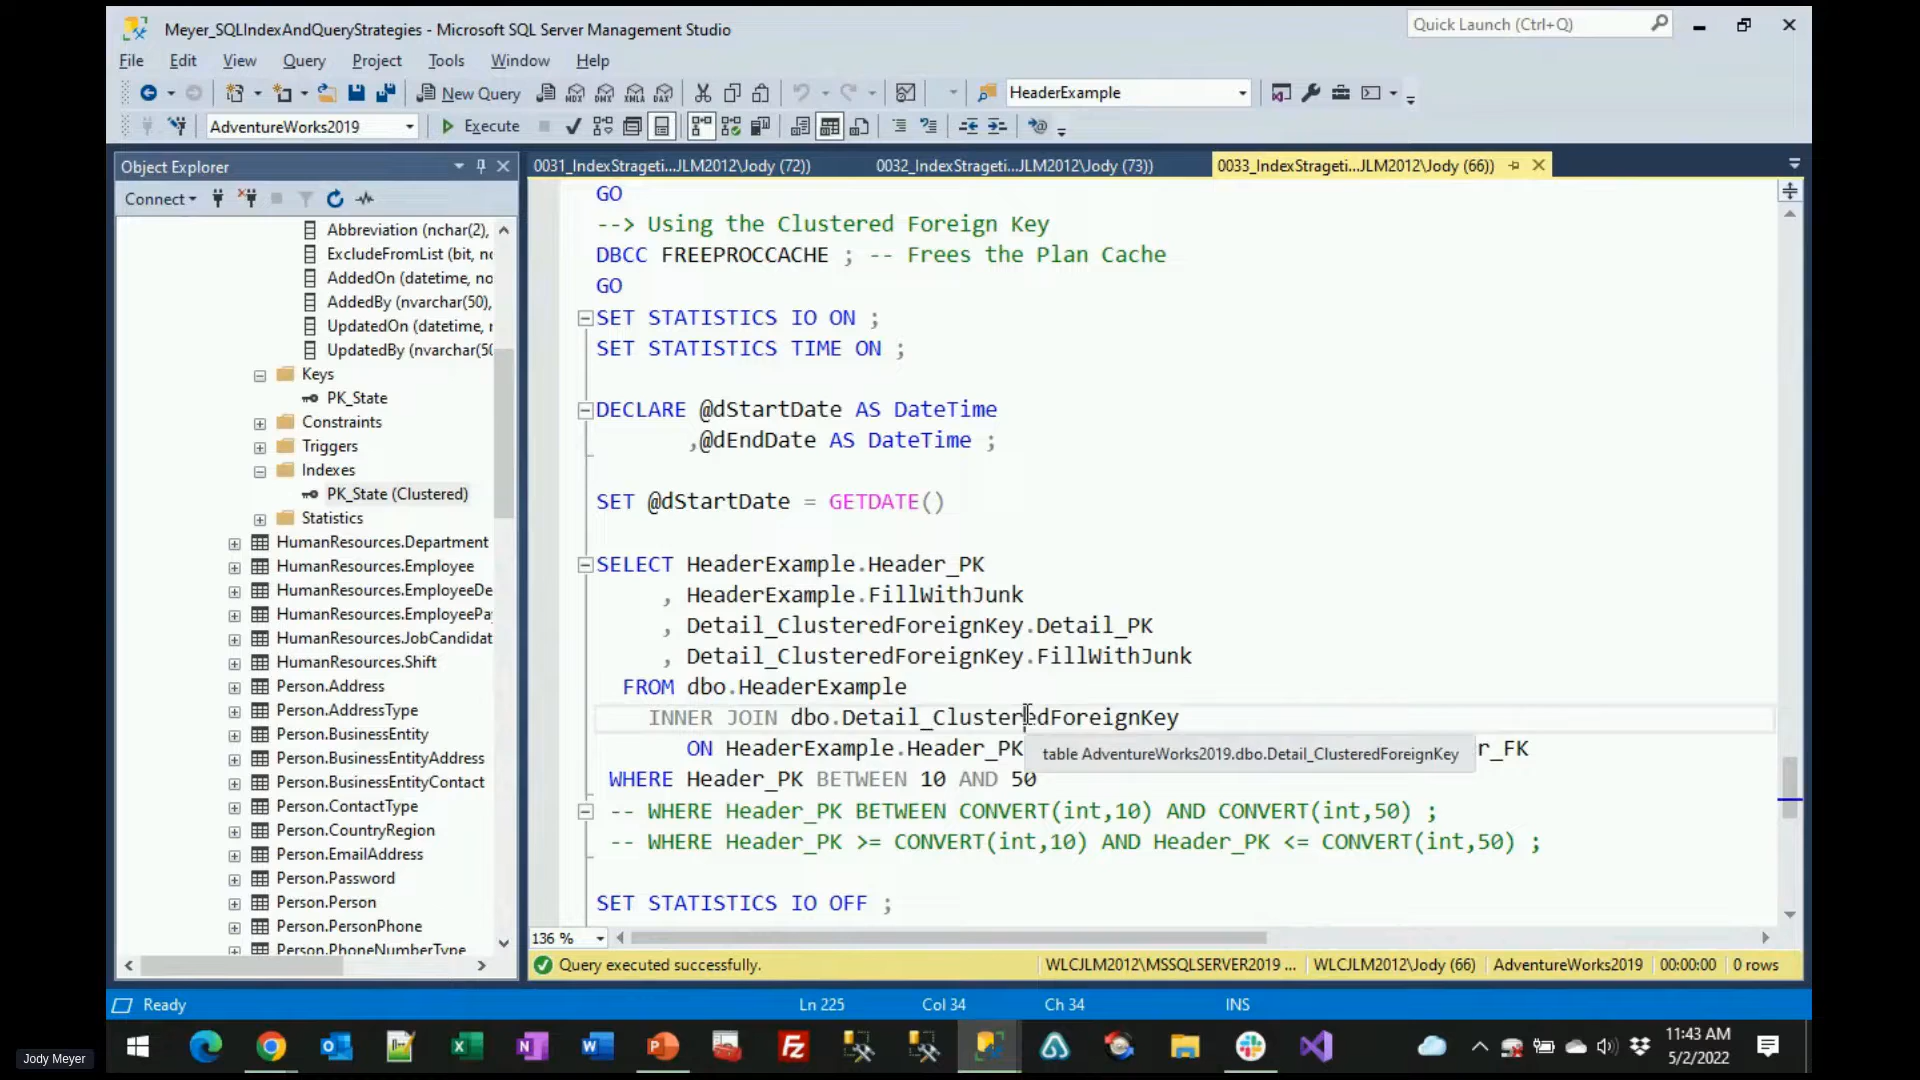 Meyer_SQLIndexAndQueryStrategies - Microsoft SQL Server Management Studio
Quick Launch (Ctrl+Q)
File Edit View Query Project Tools Window Help
New Query
HeaderExample
AdventureWorks2019
Execute
Object Explorer
Connect
Abbreviation (nchar(2),
ExcludeFromList (bit, no
AddedOn (datetime, no
AddedBy (nvarchar(50),
UpdatedOn (datetime, r
UpdatedBy (nvarchar(50
Keys
PK_State
Constraints
Triggers
Indexes
PK_State (Clustered)
Statistics
HumanResources.Department
HumanResources.Employee
HumanResources.EmployeeDe
HumanResources.EmployeePay
HumanResources.JobCandidat
HumanResources.Shift
Person.Address
Person.AddressType
Person.BusinessEntity
Person.BusinessEntityAddress
Person.BusinessEntityContact
Person.ContactType
Person.CountryRegion
Person.EmailAddress
Person.Password
Person.Person
Person.PersonPhone
Person.PhoneNumberType
0031_IndexStrageti...JLM2012\Jody (72))
0032_IndexStrageti...JLM2012\Jody (73))
0033_IndexStrageti...JLM2012\Jody (66))
GO
--> Using the Clustered Foreign Key
DBCC FREEPROCCACHE ; -- Frees the Plan Cache
GO
SET STATISTICS IO ON ;
SET STATISTICS TIME ON ;
DECLARE @dStartDate AS DateTime
,@dEndDate AS DateTime ;
SET @dStartDate = GETDATE()
SELECT HeaderExample.Header_PK
, HeaderExample.FillWithJunk
, Detail_ClusteredForeignKey.Detail_PK
, Detail_ClusteredForeignKey.FillWithJunk
FROM dbo.HeaderExample
INNER JOIN dbo.Detail_ClusteredForeignKey
ON HeaderExample.Header_PK r_FK
table AdventureWorks2019.dbo.Detail_ClusteredForeignKey
WHERE Header_PK BETWEEN 10 AND 50
-- WHERE Header_PK BETWEEN CONVERT(int,10) AND CONVERT(int,50) ;
-- WHERE Header_PK >= CONVERT(int,10) AND Header_PK <= CONVERT(int,50) ;
SET STATISTICS IO OFF ;
136 %
Query executed successfully.
WLCJLM2012\MSSQLSERVER2019 ... WLCJLM2012\Jody (66) AdventureWorks2019 00:00:00 0 rows
Ready Ln 225 Col 34 Ch 34 INS
11:43 AM
5/2/2022
Jody Meyer